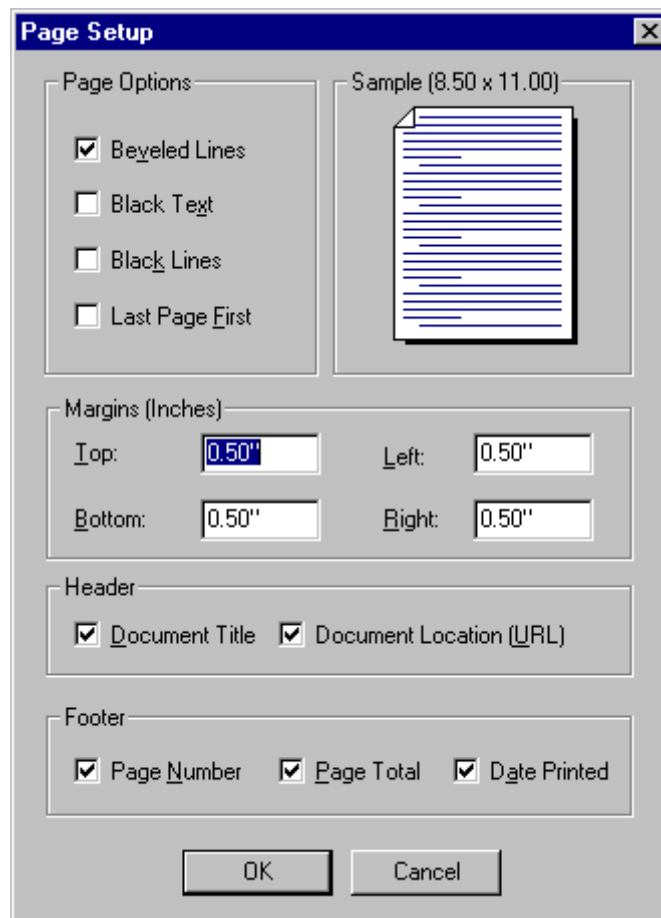 Page Setup
Page Options
Sample (8.50 x 11.00)
Beveled Lines
Black Text
Black Lines
Last Page First
Margins (Inches)
Top: 0.50" Left: 0.50"
Bottom: 0.50" Right: 0.50"
Header
Document Title Document Location (URL)
Footer
Page Number Page Total Date Printed
OK Cancel